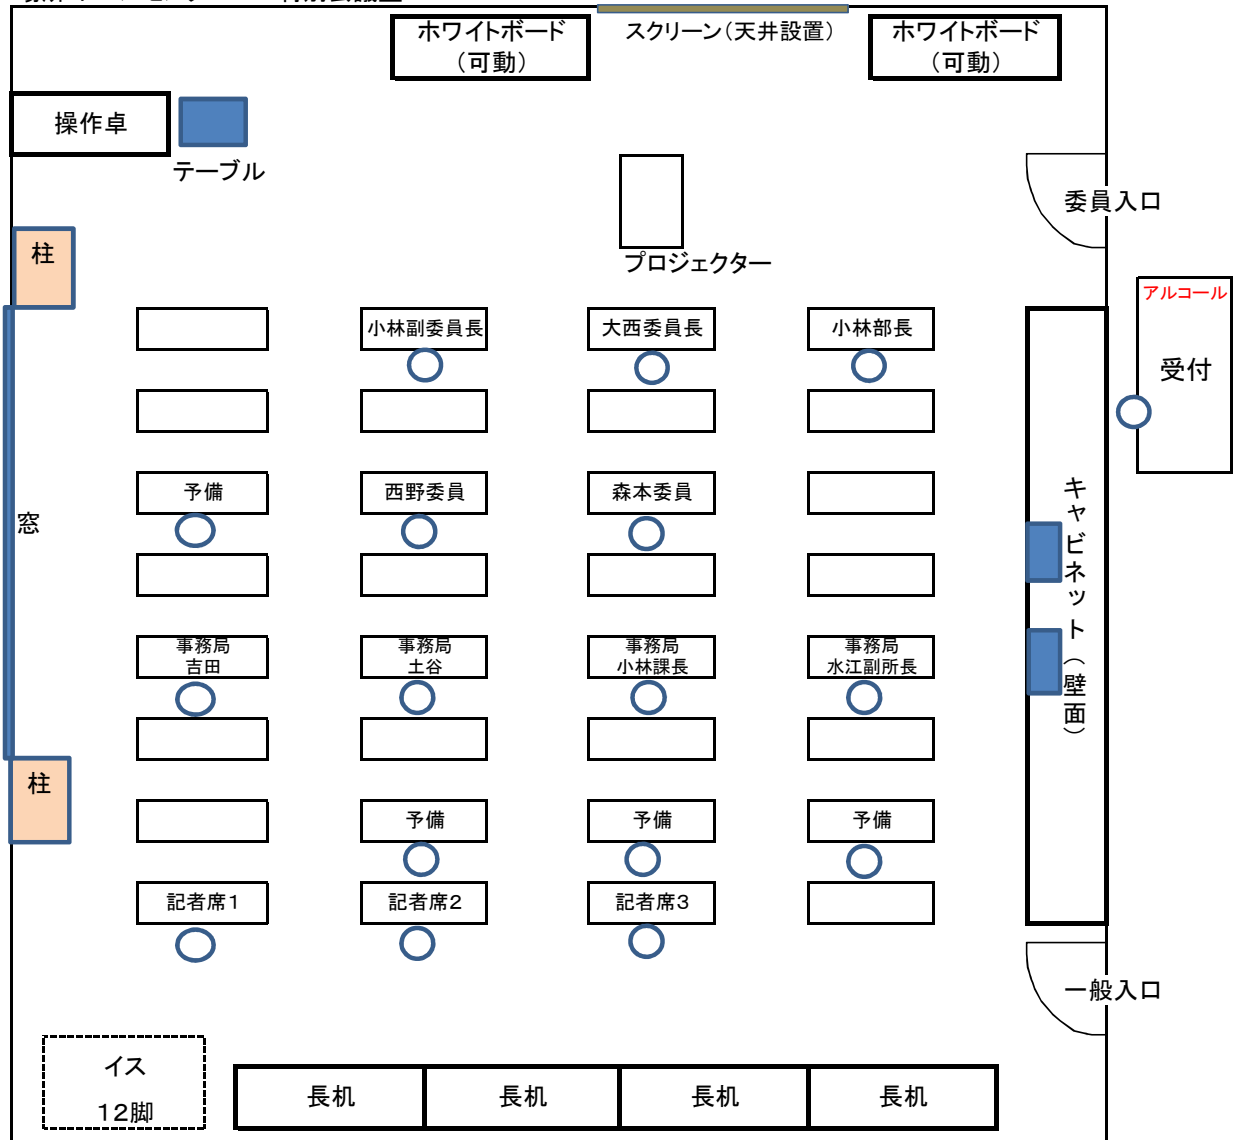 ホワイトボード
(可動)
スクリーン(天井設置)
ホワイトボード
(可動)
操作卓
テーブル
委員入口
柱
プロジェクター
アルコール
受付
小林副委員長
大西委員長
小林部長
予備
西野委員
森本委員
窓
キャビネット(壁面)
事務局
吉田
事務局
土谷
事務局
小林課長
事務局
水江副所長
柱
予備
予備
予備
記者席1
記者席2
記者席3
一般入口
イス
12脚
長机
長机
長机
長机